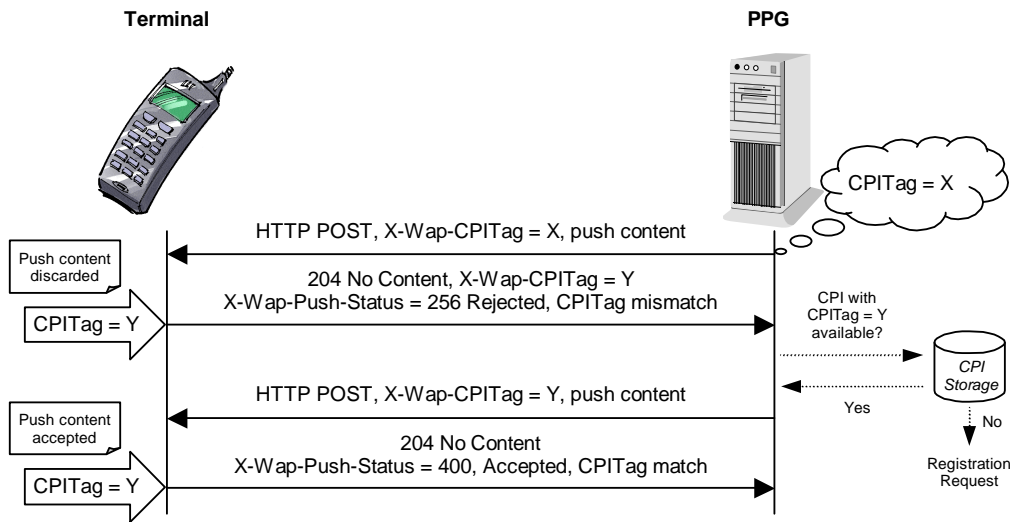 Terminal
PPG
CPITag = X
HTTP POST, X-Wap-CPITag = X, push content
Push content
discarded
204 No Content, X-Wap-CPITag = Y
X-Wap-Push-Status = 256 Rejected, CPITag mismatch
CPITag = Y
CPI with
CPITag = Y
available?
CPI
Storage
HTTP POST, X-Wap-CPITag = Y, push content
Yes
No
Push content
accepted
204 No Content
X-Wap-Push-Status = 400, Accepted, CPITag match
CPITag = Y
Registration
Request